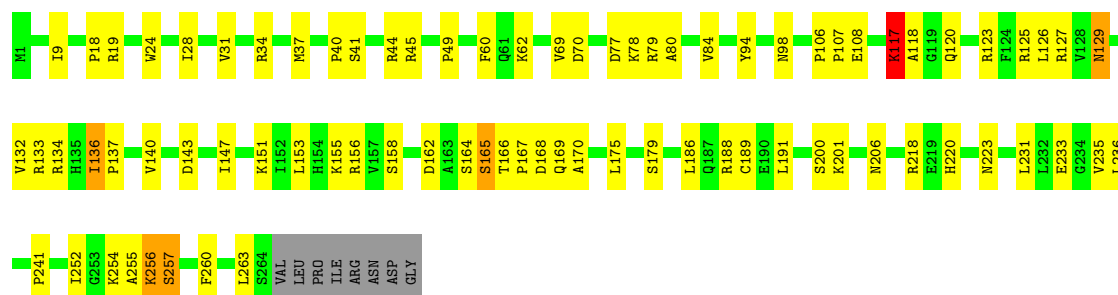 M1 I9 P18 R19 W24 I28 V31 R34 M37 P40 S41 R44 R45 P49 F60 Q61 K62 V69 D70 D77 K78 R79 A80 V84 Y94 N98 P106 P107 E108 K117 A118 G119 Q120 R123 F124 R125 L126 R127 V128 N129
V132 R133 R134 H135 I136 P137 V140 D143 I147 K151 I152 L153 H154 K155 R156 V157 S158 D162 A163 S164 S165 T166 P167 D168 Q169 A170 L175 S179 L186 Q187 R188 C189 E190 L191 S200 K201 N206 R218 E219 H220 N223 L231 L232 E233 G234 V235 L236
P241 I252 G253 K254 A255 K256 S257 F260 L263 S264 VAL LEU PRO ILE ARG ASN ASP GLY